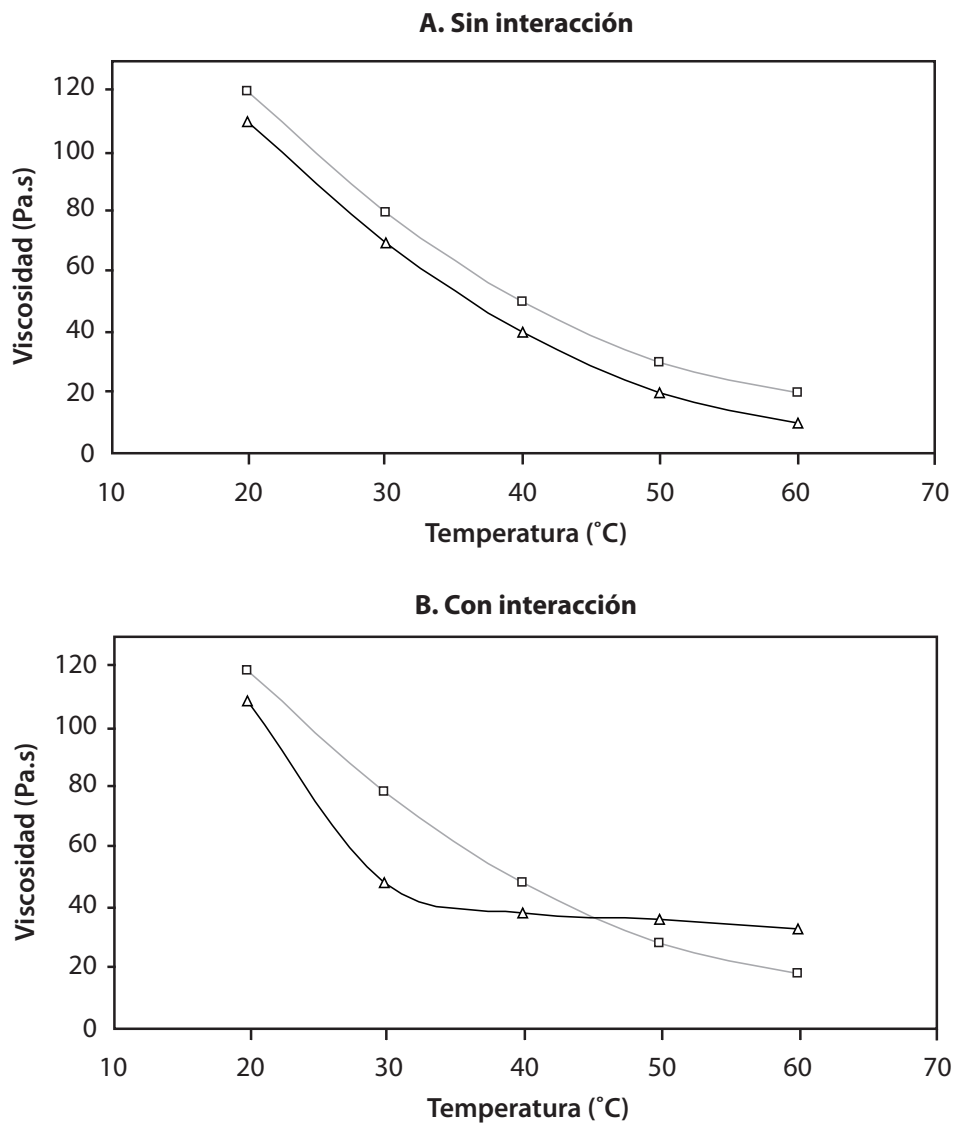 A. Sin interacción
120
100
80
60
40
20
0
Viscosidad (Pa.s)
10 20 30 40 50 60 70
Temperatura (˚C)
B. Con interacción
120
100
80
60
40
20
0
Viscosidad (Pa.s)
10 20 30 40 50 60 70
Temperatura (˚C)